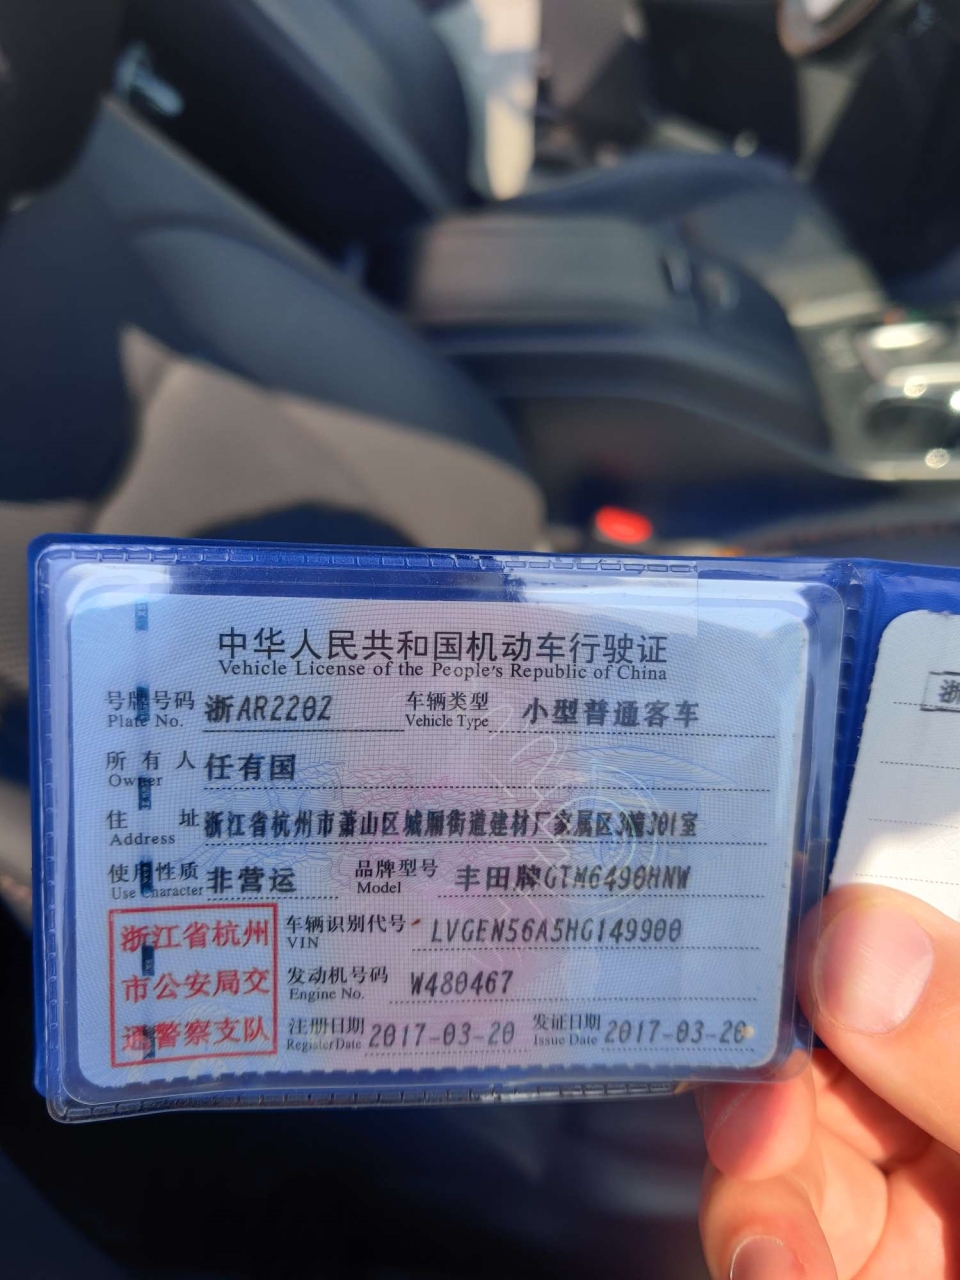 中华人民共和国机动车行驶证
Vehicle License of the People's Republic of China
号牌号码 浙AR220Z 车辆类型 小型普通客车
Plate No. Vehicle Type
所有人 任有国
Owner
住址 浙江省杭州市萧山区城厢街道建材厂家属区3幢301室
Address
使用性质 非营运 品牌型号 丰田牌GTM6490HNW
Use Character Model
浙江省杭州
市公安局交
通警察支队
车辆识别代号 LVGEN56A5HG149900
VIN
发动机号码 W480467
Engine No.
注册日期 2017-03-20 发证日期 2017-03-20
Register Date Issue Date
浙